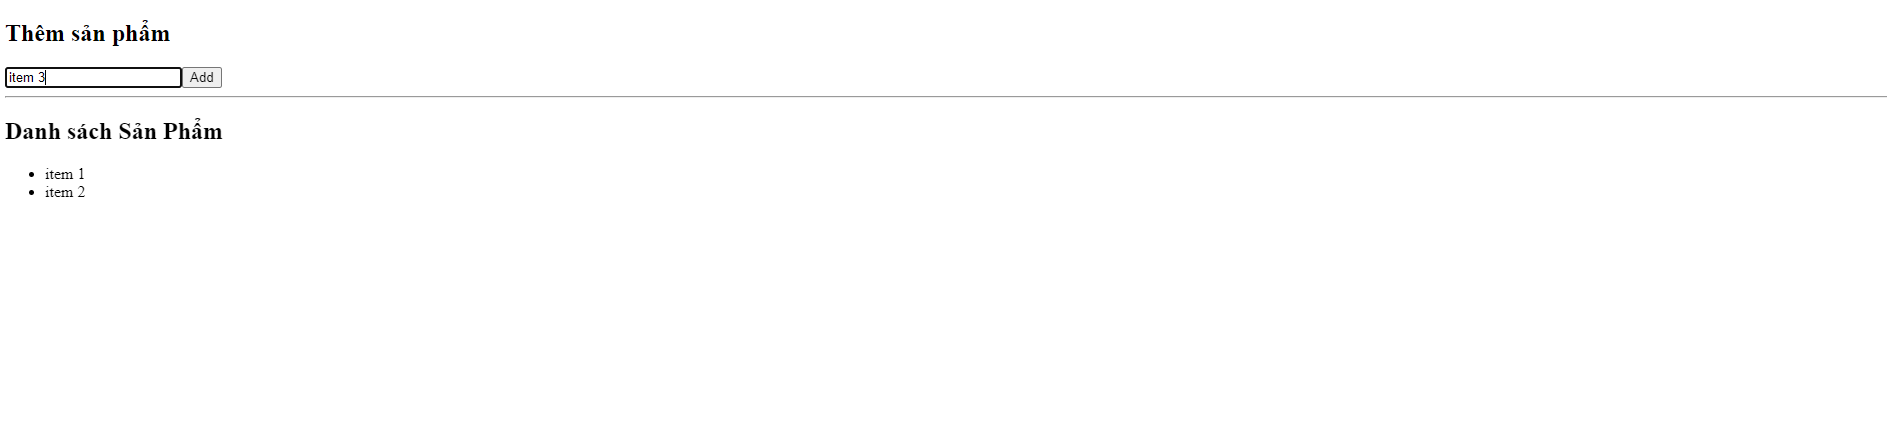 Thêm sản phẩm
item 3 Add
Danh sách Sản Phẩm
item 1
item 2